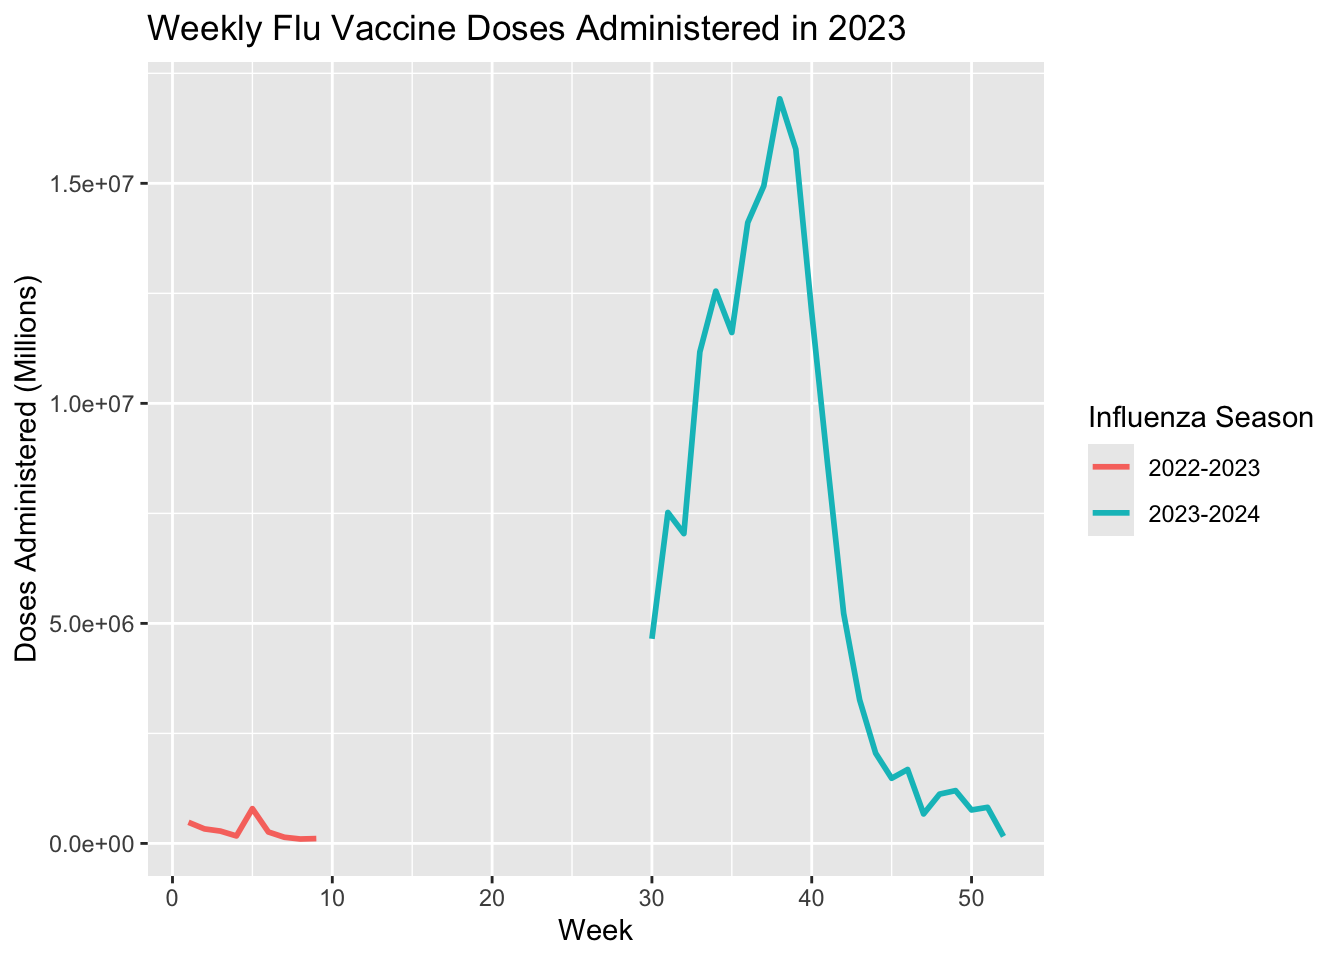 Weekly Flu Vaccine Doses Administered in 2023
Doses Administered (Millions)
1.5e+07
1.0e+07
5.0e+06
0.0e+00
0 10 20 30 40 50
Week
Influenza Season
2022-2023
2023-2024